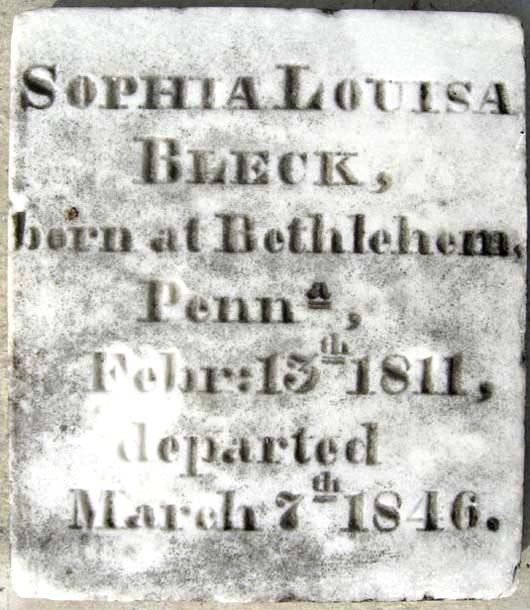 SOPHIA LOUISA
BLECK,
born at Bethlehem,
Pennᵃ,
Febr: 13th 1811,
departed
March 7th 1846.